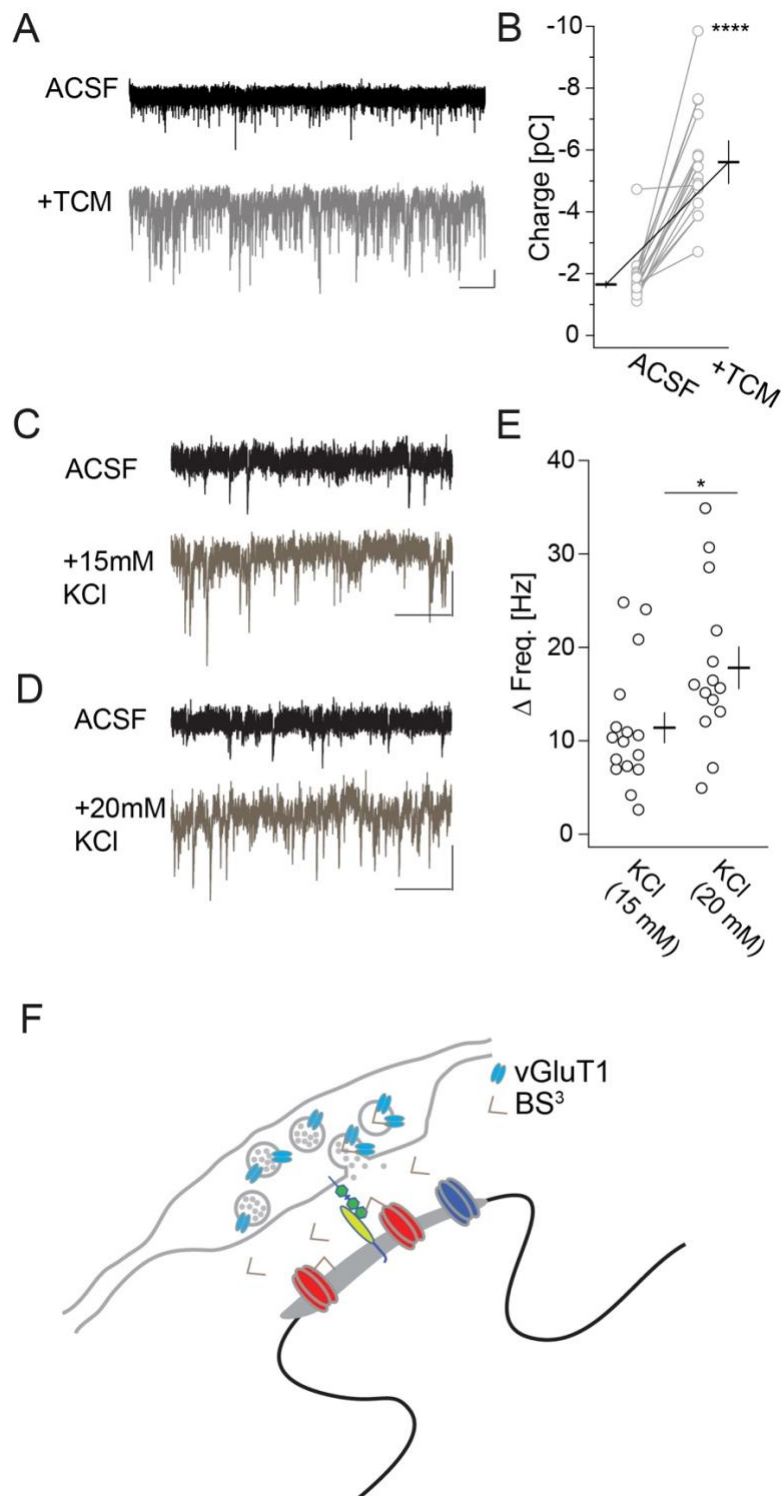 A
ACSF
+TCM
B
****
Charge [pC]
-10
-8
-6
-4
-2
0
ACSF
+TCM
C
ACSF
+15mM
KCl
D
ACSF
+20mM
KCl
E
*
Δ Freq. [Hz]
40
30
20
10
0
KCl
(15 mM)
KCl
(20 mM)
F
vGluT1
BS³